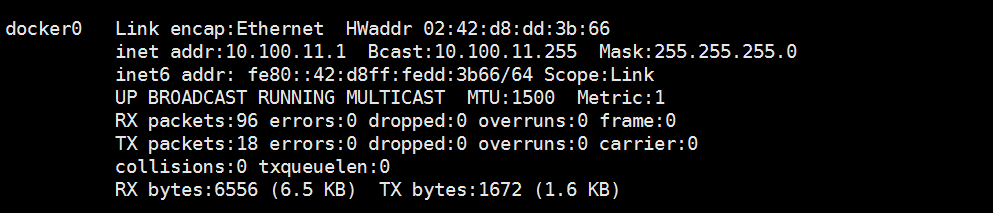 docker0   Link encap:Ethernet  HWaddr 02:42:d8:dd:3b:66
          inet addr:10.100.11.1  Bcast:10.100.11.255  Mask:255.255.255.0
          inet6 addr: fe80::42:d8ff:fedd:3b66/64 Scope:Link
          UP BROADCAST RUNNING MULTICAST  MTU:1500  Metric:1
          RX packets:96 errors:0 dropped:0 overruns:0 frame:0
          TX packets:18 errors:0 dropped:0 overruns:0 carrier:0
          collisions:0 txqueuelen:0
          RX bytes:6556 (6.5 KB)  TX bytes:1672 (1.6 KB)